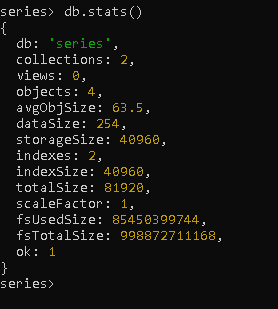 series> db.stats()
{
  db: 'series',
  collections: 2,
  views: 0,
  objects: 4,
  avgObjSize: 63.5,
  dataSize: 254,
  storageSize: 40960,
  indexes: 2,
  indexSize: 40960,
  totalSize: 81920,
  scaleFactor: 1,
  fsUsedSize: 85450399744,
  fsTotalSize: 998872711168,
  ok: 1
}
series>